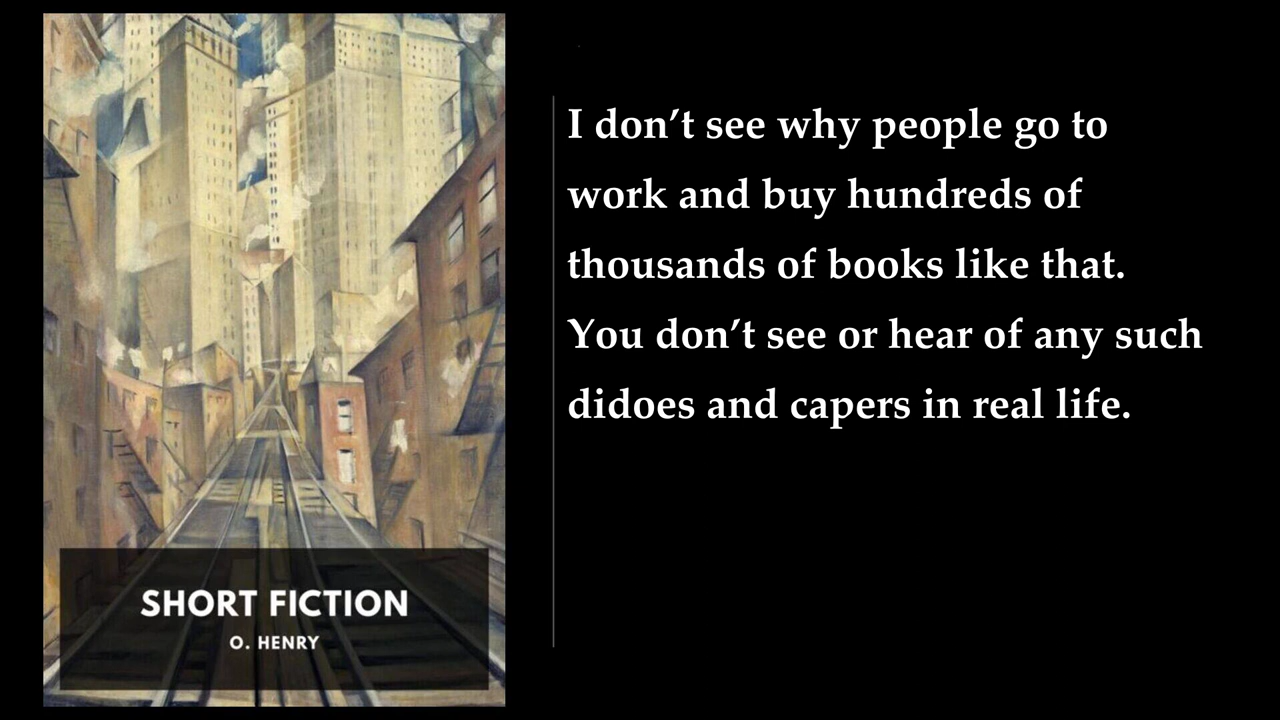 I don’t see why people go to
work and buy hundreds of
thousands of books like that.
You don’t see or hear of any such
didoes and capers in real life.
SHORT FICTION
O. HENRY